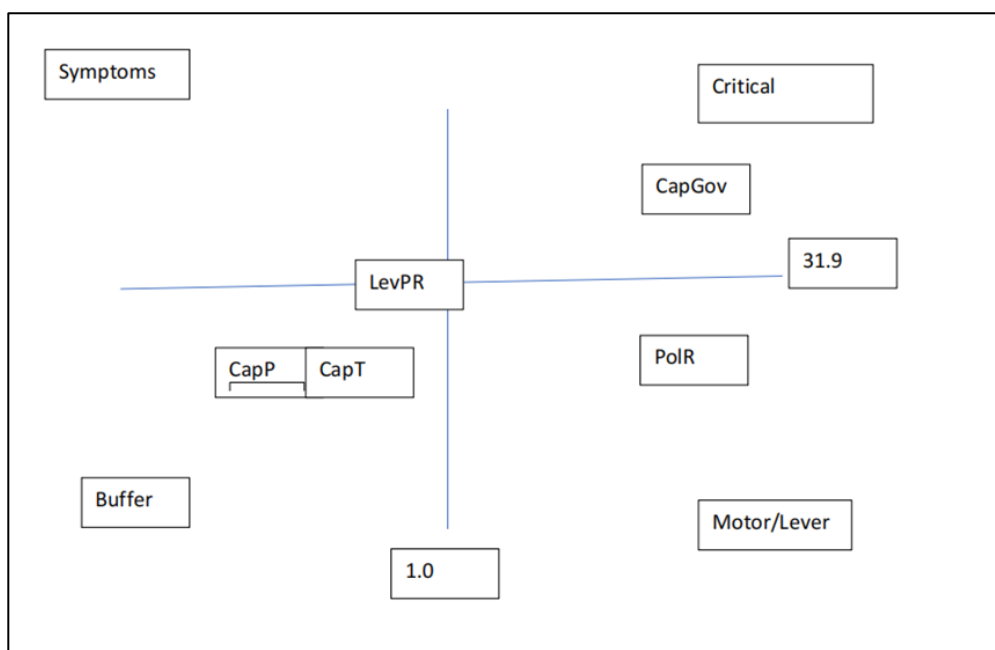 Symptoms
Critical
CapGov
31.9
LevPR
PolR
CapP
CapT
Buffer
Motor/Lever
1.0